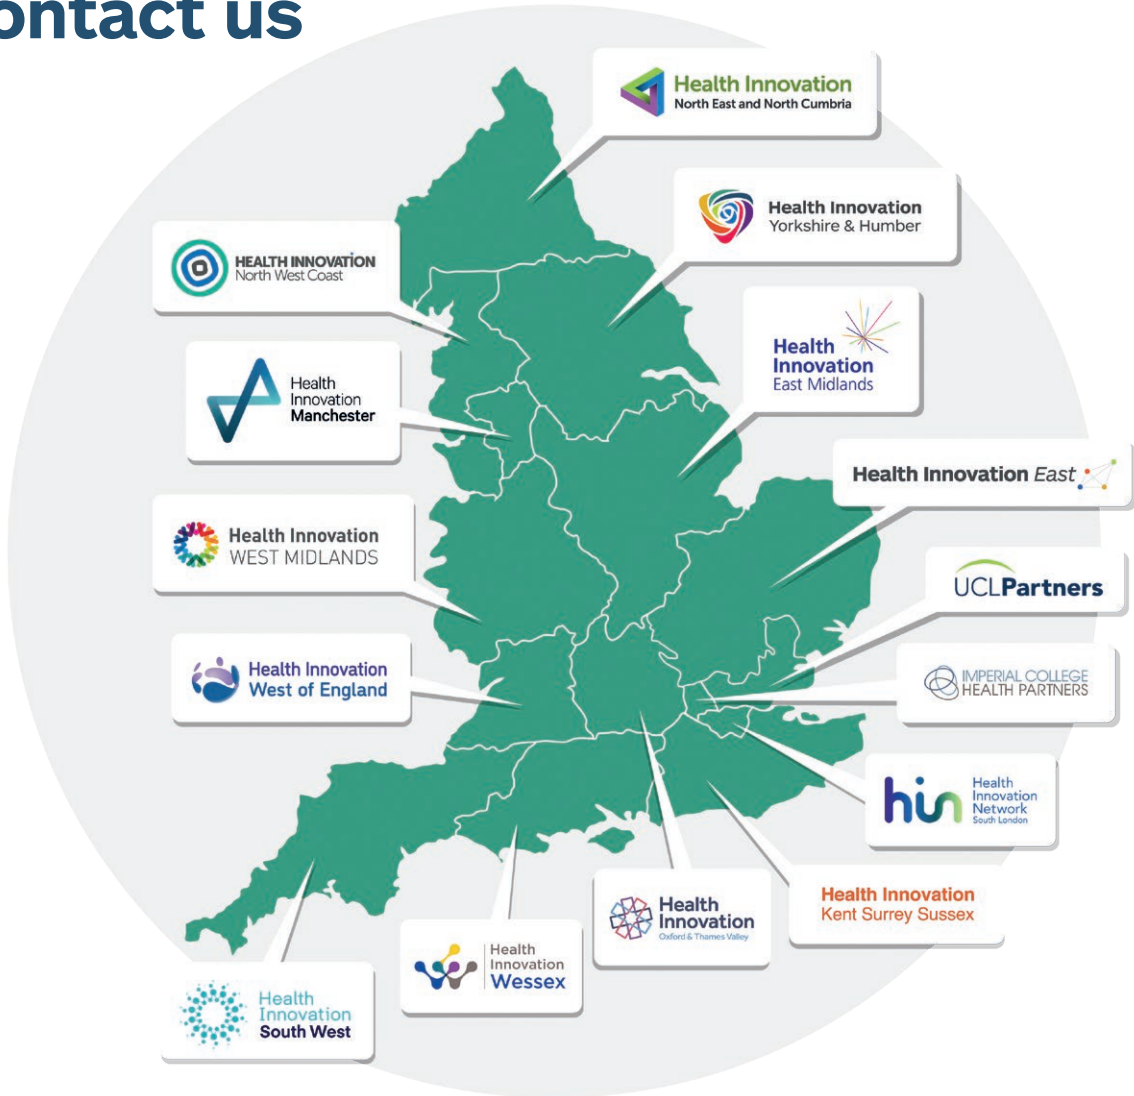 ontact us
Health Innovation
North East and North Cumbria
Health Innovation
Yorkshire & Humber
HEALTH INNOVATION
North West Coast
Health
Innovation
East Midlands
Health
Innovation
Manchester
Health Innovation East
Health Innovation
WEST MIDLANDS
UCLPartners
Health Innovation
West of England
IMPERIAL COLLEGE
HEALTH PARTNERS
hin
Health
Innovation
Network
South London
Health Innovation
Kent Surrey Sussex
Health
Innovation
Oxford & Thames Valley
Health
Innovation
Wessex
Health
Innovation
South West